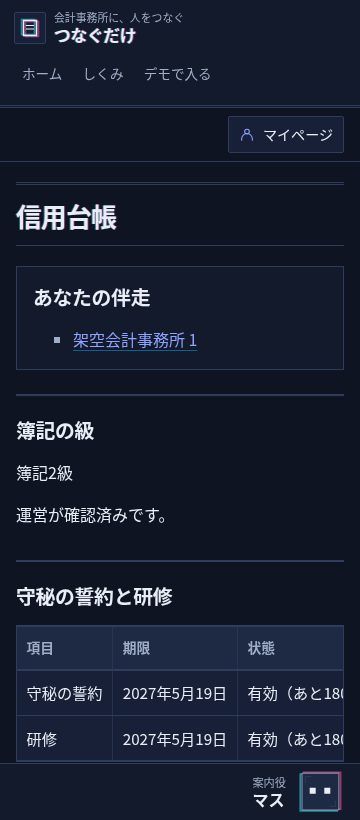 会計事務所に、人をつなぐ
つなぐだけ
ホーム しくみ デモで入る
マイページ
信用台帳
あなたの伴走
架空会計事務所 1
簿記の級
簿記2級
運営が確認済みです。
守秘の誓約と研修
項目 期限 状態
守秘の誓約 2027年5月19日 有効（あと180
研修 2027年5月19日 有効（あと180
案内役
マス